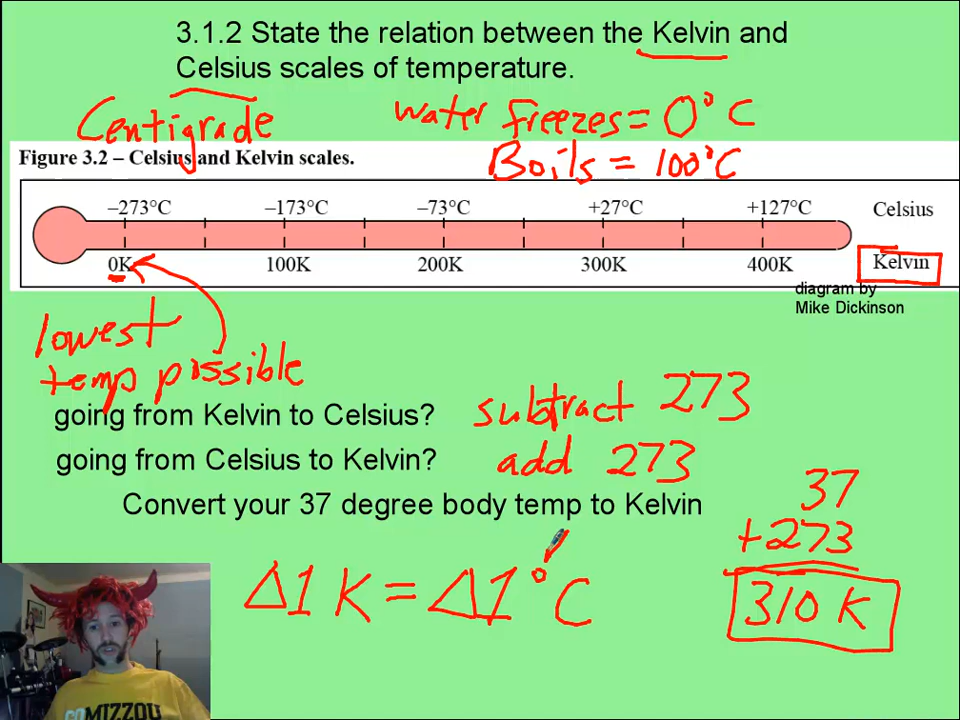 3.1.2 State the relation between the Kelvin and
Celsius scales of temperature.
Centigrade
water freezes = 0° C
Boils = 100°C
Figure 3.2 – Celsius and Kelvin scales.
–273°C –173°C –73°C +27°C +127°C Celsius
0K 100K 200K 300K 400K Kelvin
diagram by
Mike Dickinson
lowest
temp possible
going from Kelvin to Celsius? subtract 273
going from Celsius to Kelvin? add 273
Convert your 37 degree body temp to Kelvin
37
+273
310 K
Δ1 K = Δ1° C
GO MIZZOU